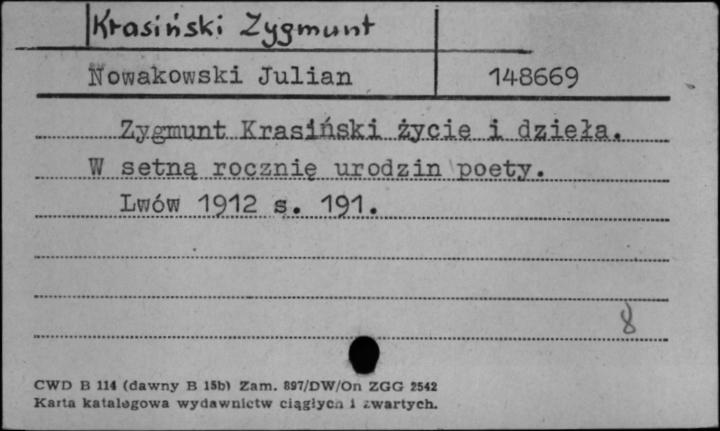 Krasiński Zygmunt
Nowakowski Julian 148669
Zygmunt Krasiński życie i dzieła.
W setną rocznię urodzin poety.
Lwów 1912 s. 191.
8
CWD B 114 (dawny B 15b) Zam. 897/DW/On ZGG 2542
Karta katalogowa wydawnictw ciągłych i zwartych.